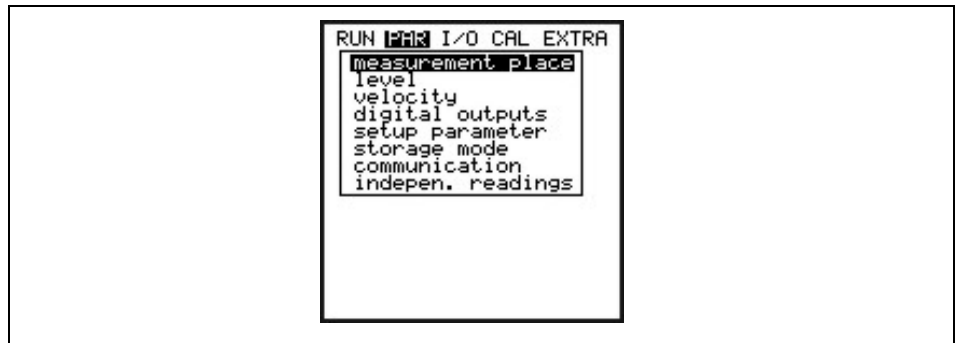 RUN PAR I/O CAL EXTRA
measurement place
level
velocity
digital outputs
setup parameter
storage mode
communication
indepen. readings